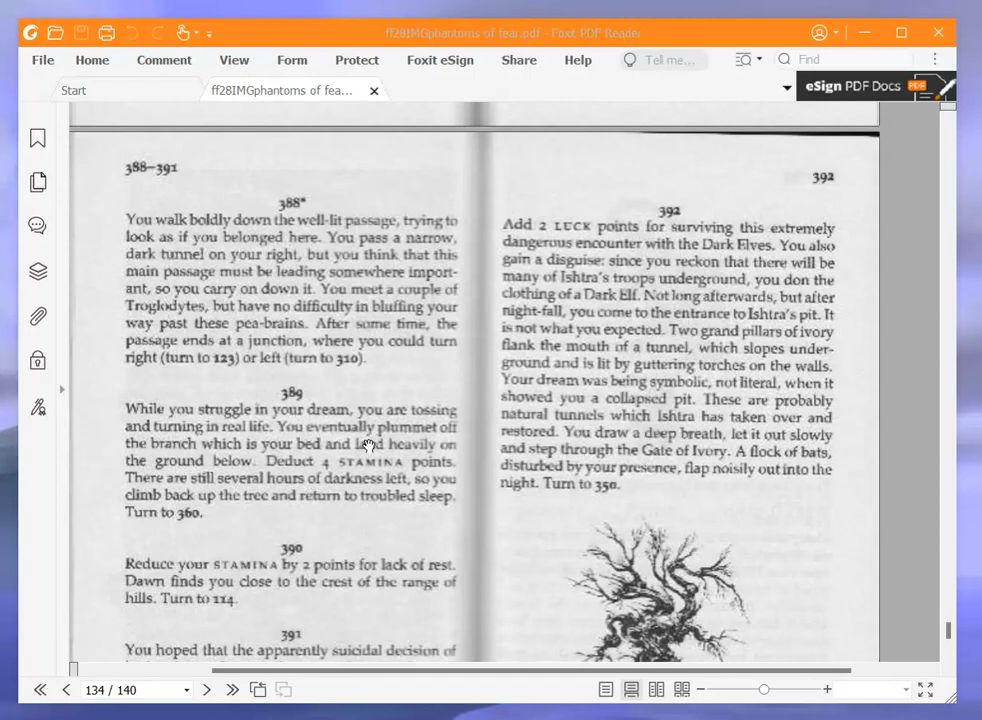 ff28IMGphantoms of fear.pdf - Foxit PDF Reader
File Home Comment View Form Protect Foxit eSign Share Help Tell me... Find
Start ff28IMGphantoms of fea... eSign PDF Docs
388–391
388*
You walk boldly down the well-lit passage, trying to
look as if you belonged here. You pass a narrow,
dark tunnel on your right, but you think that this
main passage must be leading somewhere import-
ant, so you carry on down it. You meet a couple of
Troglodytes, but have no difficulty in bluffing your
way past these pea-brains. After some time, the
passage ends at a junction, where you could turn
right (turn to 123) or left (turn to 310).
389
While you struggle in your dream, you are tossing
and turning in real life. You eventually plummet off
the branch which is your bed and land heavily on
the ground below. Deduct 4 STAMINA points.
There are still several hours of darkness left, so you
climb back up the tree and return to troubled sleep.
Turn to 360.
390
Reduce your STAMINA by 2 points for lack of rest.
Dawn finds you close to the crest of the range of
hills. Turn to 114.
391
You hoped that the apparently suicidal decision of
392
392
Add 2 LUCK points for surviving this extremely
dangerous encounter with the Dark Elves. You also
gain a disguise: since you reckon that there will be
many of Ishtra's troops underground, you don the
clothing of a Dark Elf. Not long afterwards, but after
night-fall, you come to the entrance to Ishtra's pit. It
is not what you expected. Two grand pillars of ivory
flank the mouth of a tunnel, which slopes under-
ground and is lit by guttering torches on the walls.
Your dream was being symbolic, not literal, when it
showed you a collapsed pit. These are probably
natural tunnels which Ishtra has taken over and
restored. You draw a deep breath, let it out slowly
and step through the Gate of Ivory. A flock of bats,
disturbed by your presence, flap noisily out into the
night. Turn to 350.
134 / 140